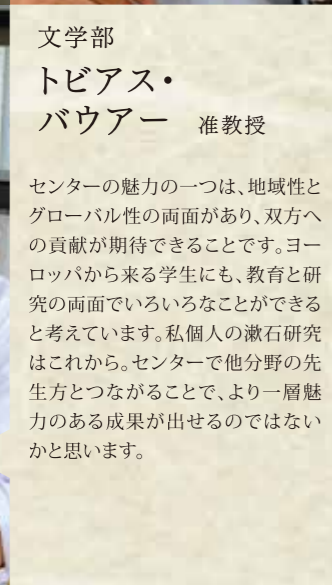 文学部
トビアス・
バウアー 准教授
センターの魅力の一つは、地域性と
グローバル性の両面があり、双方へ
の貢献が期待できることです。ヨー
ロッパから来る学生にも、教育と研
究の両面でいろいろなことができる
と考えています。私個人の漱石研究
はこれから。センターで他分野の先
生方とつながることで、より一層魅
力のある成果が出せるのではない
かと思います。